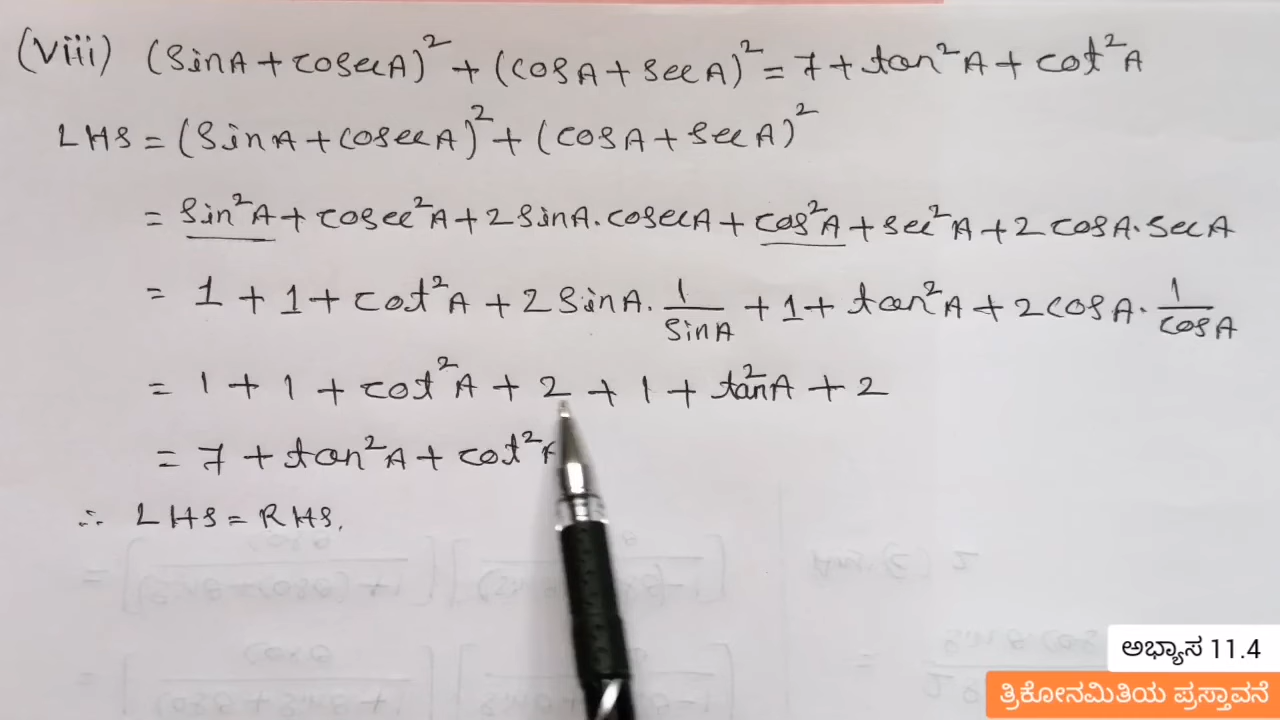 (viii) (sinA + cosecA)² + (cosA + secA)² = 7 + tan²A + cot²A
LHS = (sinA + cosecA)² + (cosA + secA)²
= sin²A + cosec²A + 2 sinA. cosecA + cos²A + sec²A + 2 cosA. secA
= 1 + 1 + cot²A + 2 sinA. 1/sinA + 1 + tan²A + 2 cosA. 1/cosA
= 1 + 1 + cot²A + 2 + 1 + tan²A + 2
= 7 + tan²A + cot²A
∴ LHS = RHS.
ಅಭ್ಯಾಸ 11.4
ತ್ರಿಕೋನಮಿತಿಯ ಪ್ರಸ್ತಾವನೆ